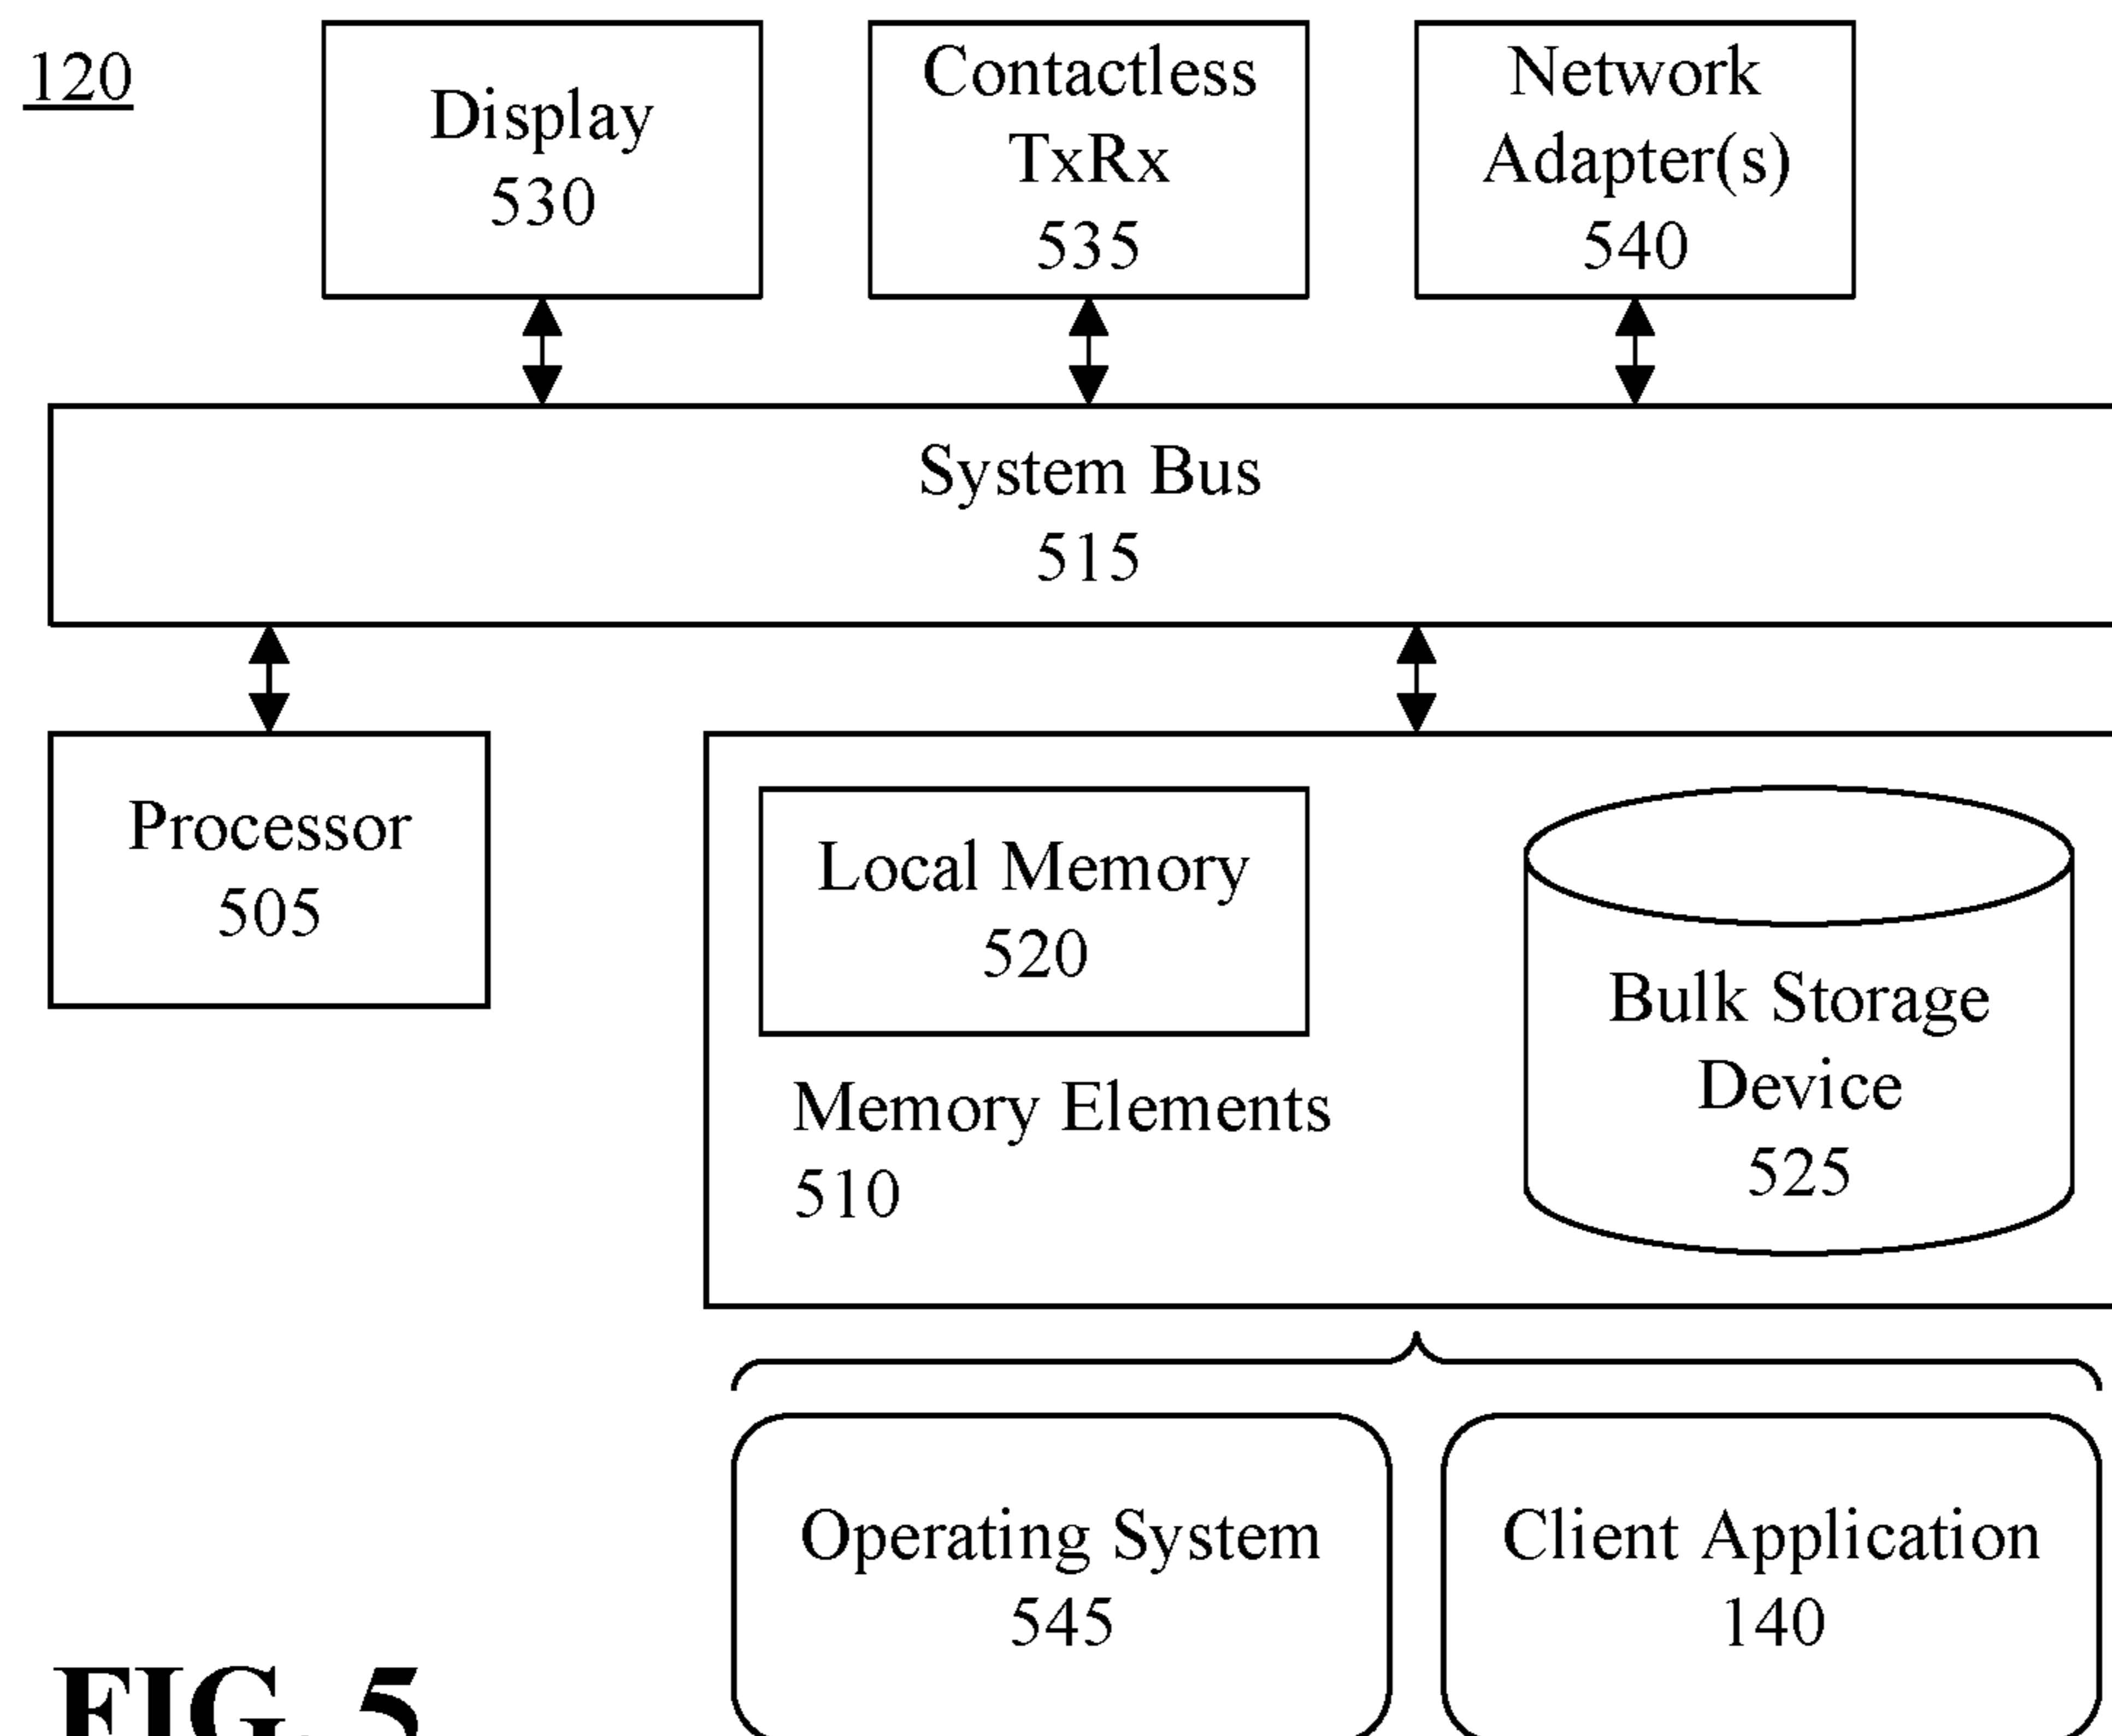 120
Display
530
Contactless
TxRx
535
Network
Adapter(s)
540
System Bus
515
Processor
505
Local Memory
520
Memory Elements
510
Bulk Storage
Device
525
Operating System
545
Client Application
140
FIG. 5